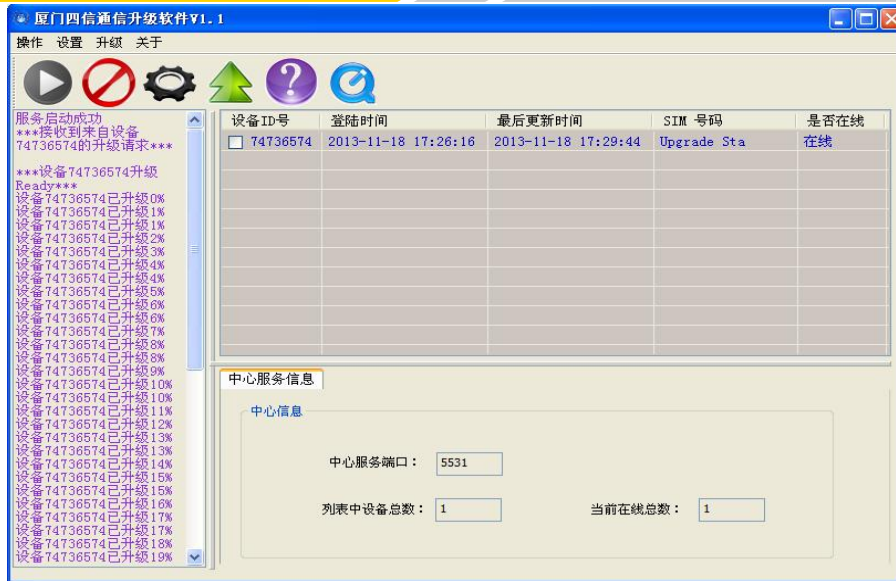 厦门四信通信升级软件V1.1
操作 设置 升级 关于
服务启动成功
***接收到来自设备
74736574的升级请求***
***设备74736574升级
Ready***
设备74736574已升级0%
设备74736574已升级1%
设备74736574已升级1%
设备74736574已升级2%
设备74736574已升级3%
设备74736574已升级4%
设备74736574已升级4%
设备74736574已升级5%
设备74736574已升级6%
设备74736574已升级6%
设备74736574已升级7%
设备74736574已升级8%
设备74736574已升级8%
设备74736574已升级9%
设备74736574已升级10%
设备74736574已升级10%
设备74736574已升级11%
设备74736574已升级12%
设备74736574已升级13%
设备74736574已升级13%
设备74736574已升级14%
设备74736574已升级15%
设备74736574已升级15%
设备74736574已升级16%
设备74736574已升级17%
设备74736574已升级17%
设备74736574已升级18%
设备74736574已升级19%
设备ID号 登陆时间 最后更新时间 SIM 号码 是否在线
74736574 2013-11-18 17:26:16 2013-11-18 17:29:44 Upgrade Sta 在线
中心服务信息
中心信息
中心服务端口： 5531
列表中设备总数： 1 当前在线总数： 1